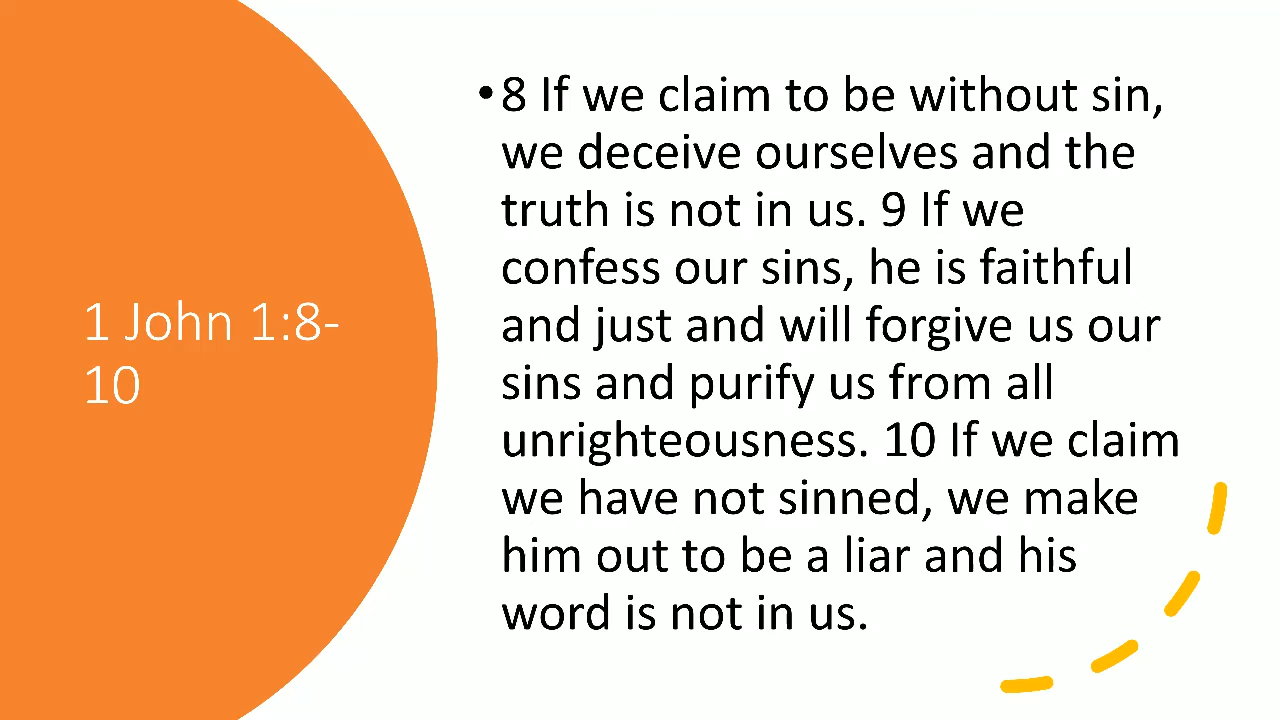 1 John 1:8-
10
•8 If we claim to be without sin,
we deceive ourselves and the
truth is not in us. 9 If we
confess our sins, he is faithful
and just and will forgive us our
sins and purify us from all
unrighteousness. 10 If we claim
we have not sinned, we make
him out to be a liar and his
word is not in us.